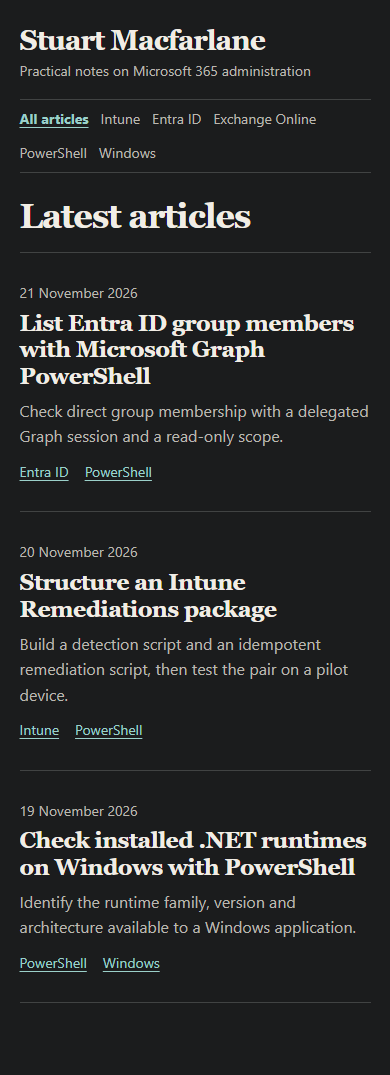 Stuart Macfarlane
Practical notes on Microsoft 365 administration
All articles Intune Entra ID Exchange Online
PowerShell Windows
Latest articles
21 November 2026
List Entra ID group members
with Microsoft Graph
PowerShell
Check direct group membership with a delegated
Graph session and a read-only scope.
Entra ID PowerShell
20 November 2026
Structure an Intune
Remediations package
Build a detection script and an idempotent
remediation script, then test the pair on a pilot
device.
Intune PowerShell
19 November 2026
Check installed .NET runtimes
on Windows with PowerShell
Identify the runtime family, version and
architecture available to a Windows application.
PowerShell Windows